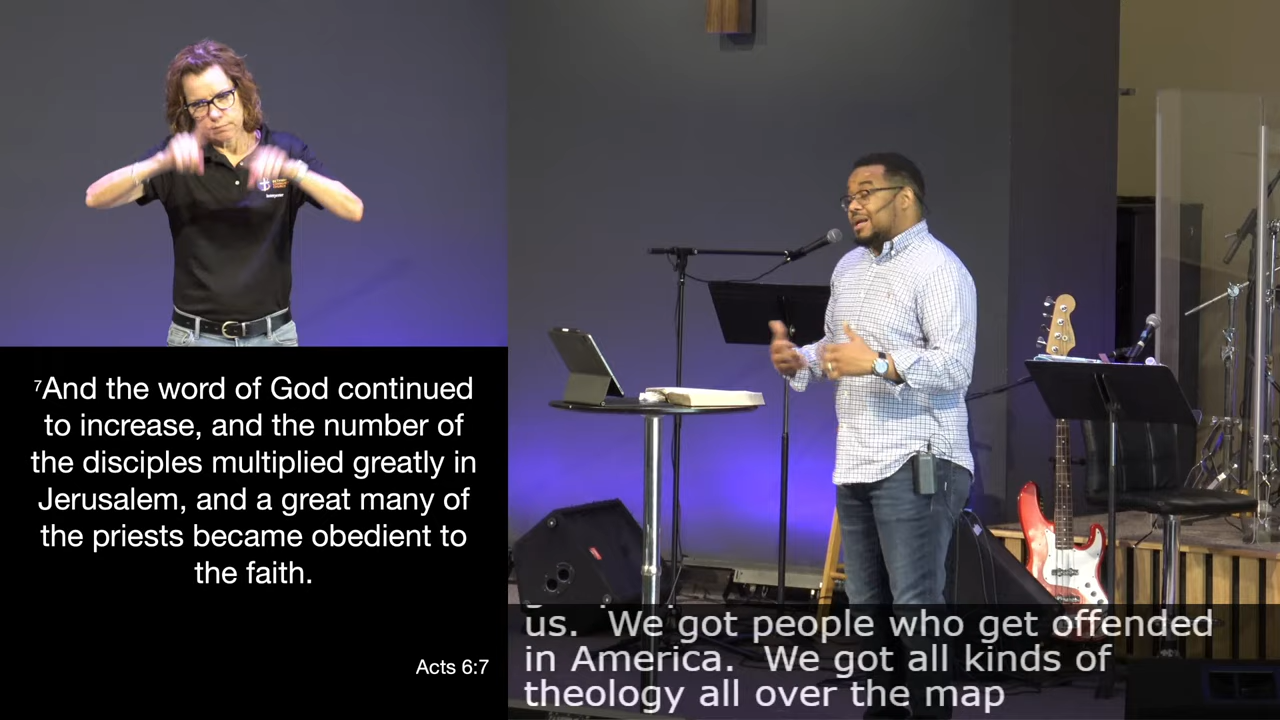 7And the word of God continued
to increase, and the number of
the disciples multiplied greatly in
Jerusalem, and a great many of
the priests became obedient to
the faith.
Acts 6:7
us. We got people who get offended
in America. We got all kinds of
theology all over the map